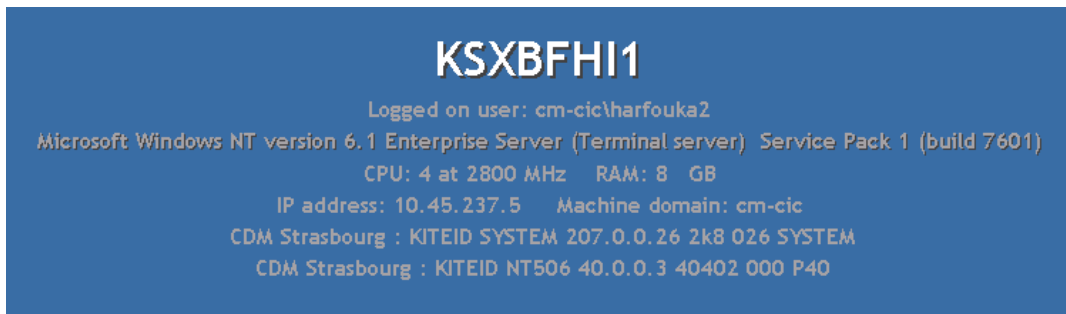 KSXBFHI1
Logged on user: cm-cic\harfouka2
Microsoft Windows NT version 6.1 Enterprise Server (Terminal server)  Service Pack 1 (build 7601)
CPU: 4 at 2800 MHz    RAM: 8  GB
IP address: 10.45.237.5    Machine domain: cm-cic
CDM Strasbourg : KITEID SYSTEM 207.0.0.26 2k8 026 SYSTEM
CDM Strasbourg : KITEID NT506 40.0.0.3 40402 000 P40